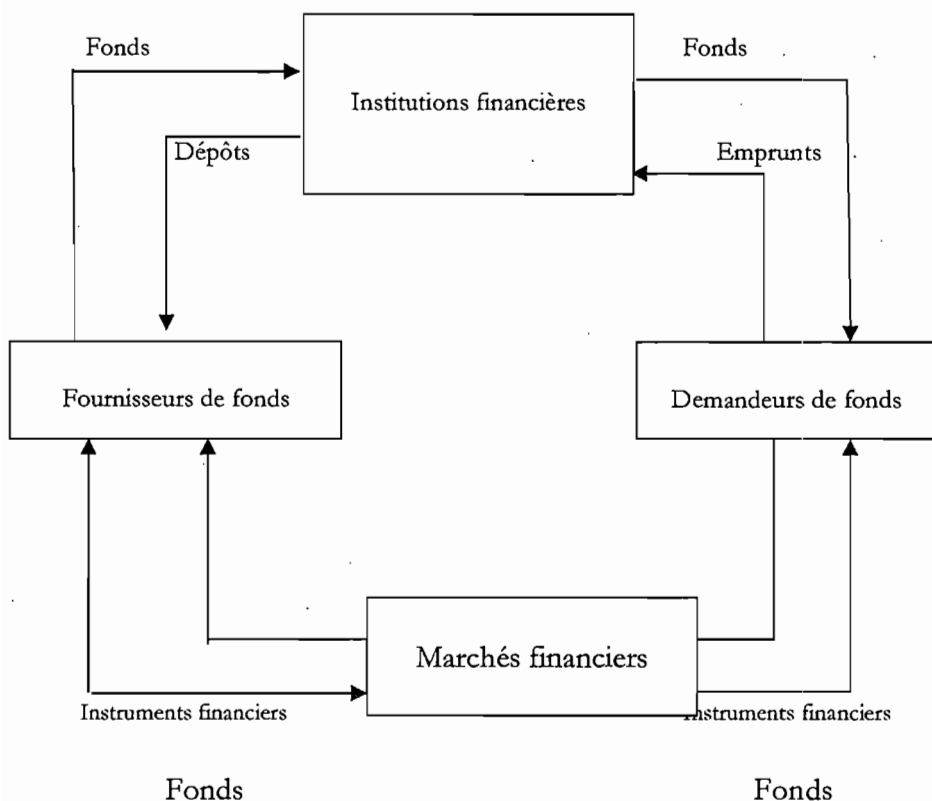 Fonds
Fonds
Institutions financières
Dépôts
Emprunts
Fournisseurs de fonds
Demandeurs de fonds
Marchés financiers
Instruments financiers
Instruments financiers
Fonds
Fonds